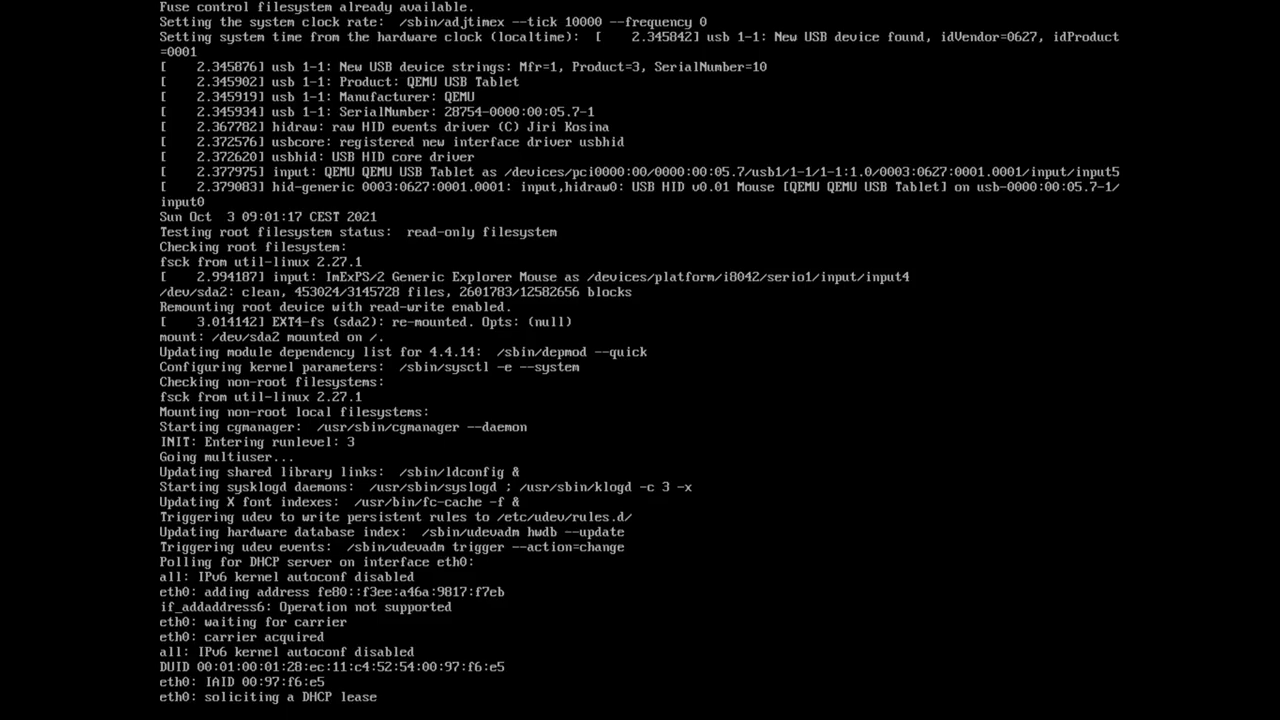 Fuse control filesystem already available.
Setting the system clock rate:  /sbin/adjtimex --tick 10000 --frequency 0
Setting system time from the hardware clock (localtime):  [    2.345842] usb 1-1: New USB device found, idVendor=0627, idProduct
=0001
[    2.345876] usb 1-1: New USB device strings: Mfr=1, Product=3, SerialNumber=10
[    2.345902] usb 1-1: Product: QEMU USB Tablet
[    2.345919] usb 1-1: Manufacturer: QEMU
[    2.345934] usb 1-1: SerialNumber: 28754-0000:00:05.7-1
[    2.367782] hidraw: raw HID events driver (C) Jiri Kosina
[    2.372576] usbcore: registered new interface driver usbhid
[    2.372620] usbhid: USB HID core driver
[    2.377975] input: QEMU QEMU USB Tablet as /devices/pci0000:00/0000:00:05.7/usb1/1-1/1-1:1.0/0003:0627:0001.0001/input/input5
[    2.379083] hid-generic 0003:0627:0001.0001: input,hidraw0: USB HID v0.01 Mouse [QEMU QEMU USB Tablet] on usb-0000:00:05.7-1/
input0
Sun Oct  3 09:01:17 CEST 2021
Testing root filesystem status:  read-only filesystem
Checking root filesystem:
fsck from util-linux 2.27.1
[    2.994187] input: ImExPS/2 Generic Explorer Mouse as /devices/platform/i8042/serio1/input/input4
/dev/sda2: clean, 453024/3145728 files, 2601783/12582656 blocks
Remounting root device with read-write enabled.
[    3.014142] EXT4-fs (sda2): re-mounted. Opts: (null)
mount: /dev/sda2 mounted on /.
Updating module dependency list for 4.4.14:  /sbin/depmod --quick
Configuring kernel parameters:  /sbin/sysctl -e --system
Checking non-root filesystems:
fsck from util-linux 2.27.1
Mounting non-root local filesystems:
Starting cgmanager:  /usr/sbin/cgmanager --daemon
INIT: Entering runlevel: 3
Going multiuser...
Updating shared library links:  /sbin/ldconfig &
Starting sysklogd daemons:  /usr/sbin/syslogd ; /usr/sbin/klogd -c 3 -x
Updating X font indexes:  /usr/bin/fc-cache -f &
Triggering udev to write persistent rules to /etc/udev/rules.d/
Updating hardware database index:  /sbin/udevadm hwdb --update
Triggering udev events:  /sbin/udevadm trigger --action=change
Polling for DHCP server on interface eth0:
all: IPv6 kernel autoconf disabled
eth0: adding address fe80::f3ee:a46a:9817:f7eb
if_addaddress6: Operation not supported
eth0: waiting for carrier
eth0: carrier acquired
all: IPv6 kernel autoconf disabled
DUID 00:01:00:01:28:ec:11:c4:52:54:00:97:f6:e5
eth0: IAID 00:97:f6:e5
eth0: soliciting a DHCP lease